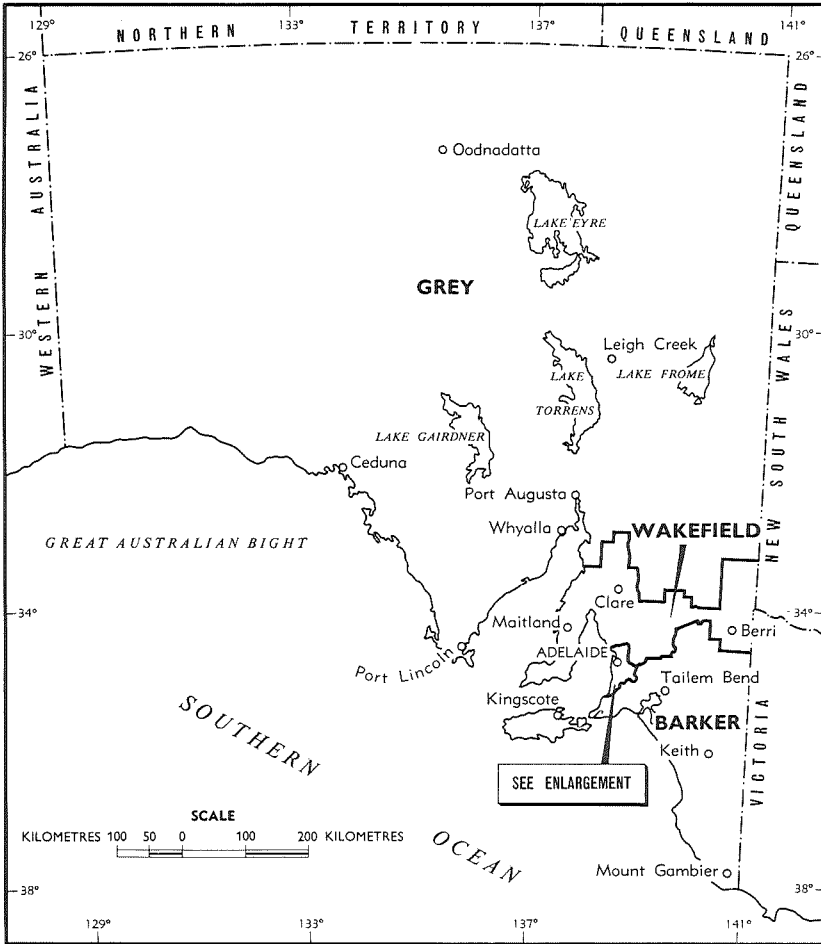 129° 133° 137° 141°
NORTHERN TERRITORY QUEENSLAND
26° 26°
WESTERN AUSTRALIA
QUEENSLAND
Oodnadatta
LAKE EYRE
GREY
30° 30°
Leigh Creek
LAKE FROME
LAKE
TORRENS
LAKE GAIRDNER
NEW SOUTH WALES
Ceduna
Port Augusta
Whyalla
WAKEFIELD
GREAT AUSTRALIAN BIGHT
Clare
34° 34°
Maitland
Berri
ADELAIDE
Port Lincoln
Tailem Bend
Kingscote
BARKER
SOUTHERN
Keith
VICTORIA
SEE ENLARGEMENT
SCALE
KILOMETRES 100 50 0 100 200 KILOMETRES
OCEAN
Mount Gambier
38° 38°
129° 133° 137° 141°